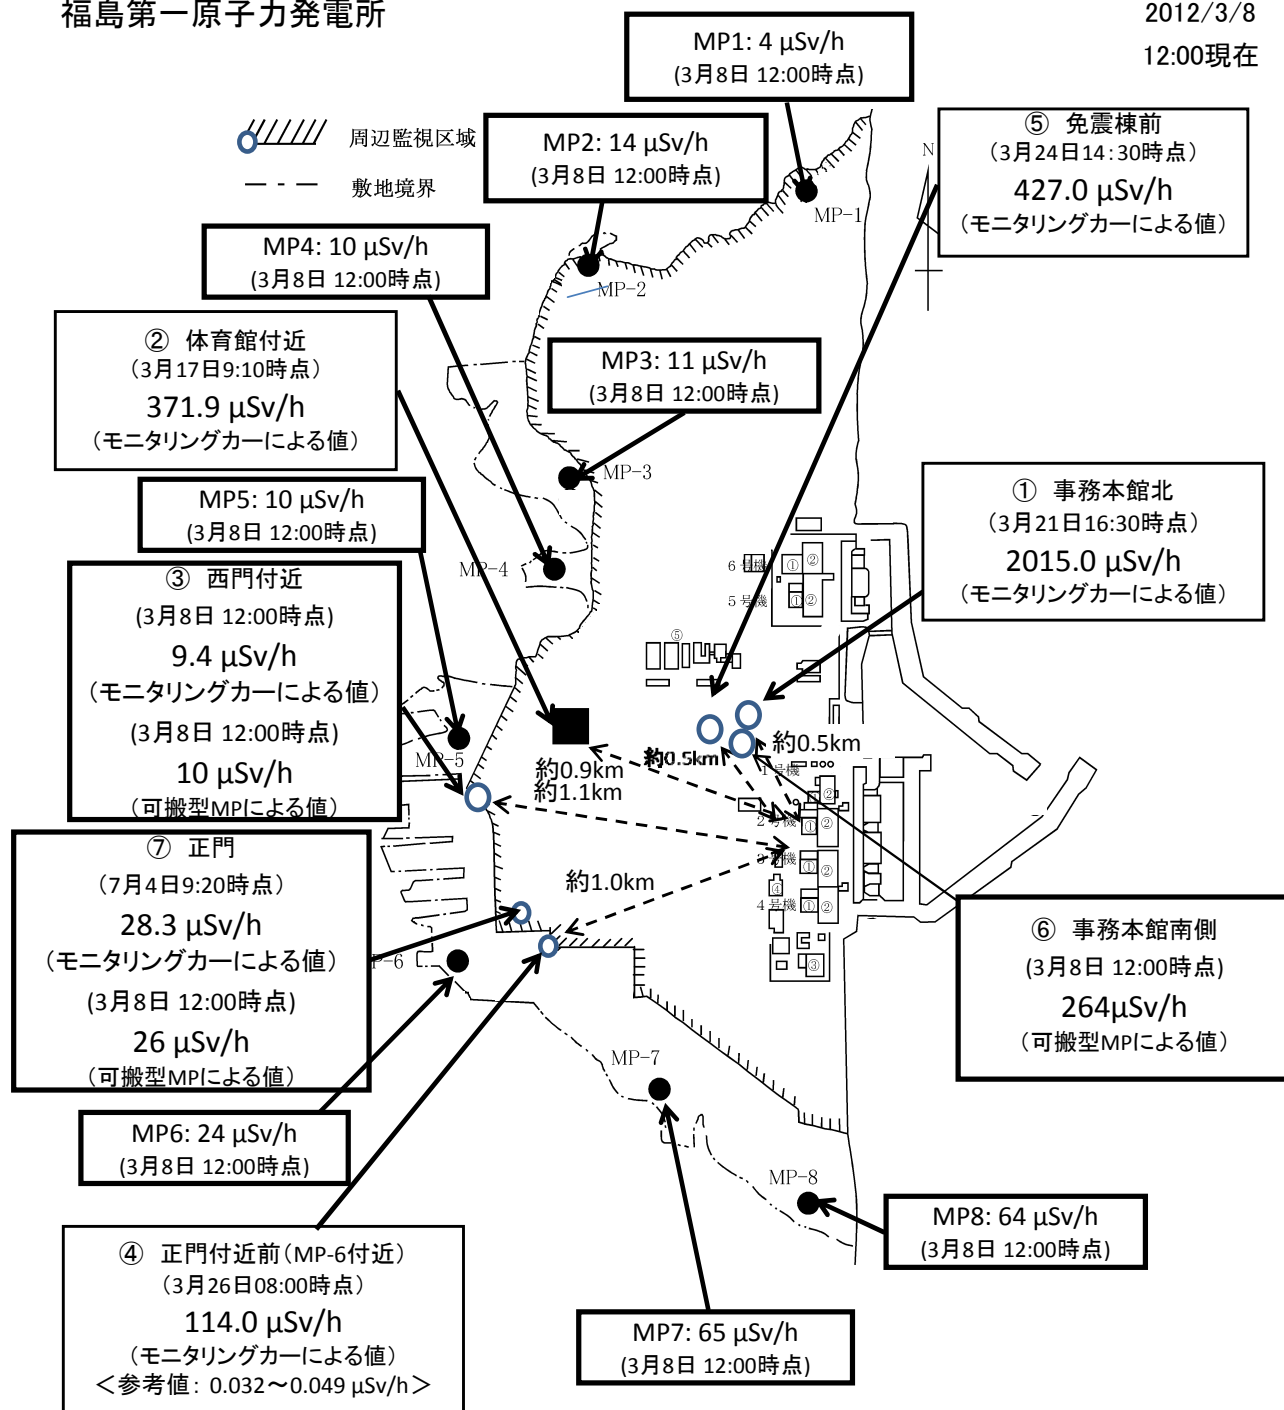 福島第一原子力発電所
2012/3/8
12:00現在
周辺監視区域
敷地境界
MP1: 4 μSv/h
(3月8日 12:00時点)
MP2: 14 μSv/h
(3月8日 12:00時点)
⑤ 免震棟前
(3月24日14:30時点)
427.0 μSv/h
(モニタリングカーによる値)
N
MP-1
MP4: 10 μSv/h
(3月8日 12:00時点)
MP-2
② 体育館付近
(3月17日9:10時点)
371.9 μSv/h
(モニタリングカーによる値)
MP3: 11 μSv/h
(3月8日 12:00時点)
MP-3
MP5: 10 μSv/h
(3月8日 12:00時点)
① 事務本館北
(3月21日16:30時点)
2015.0 μSv/h
(モニタリングカーによる値)
MP-4
6号機
① ②
5号機
① ②
③ 西門付近
(3月8日 12:00時点)
9.4 μSv/h
(モニタリングカーによる値)
(3月8日 12:00時点)
10 μSv/h
(可搬型MPによる値)
⑤
MP-5
約0.9km
約1.1km
約0.5km
約0.5km
1号機
① ②
2号機
① ②
3号機
① ②
④
4号機
① ②
③
約1.0km
⑦ 正門
(7月4日9:20時点)
28.3 μSv/h
(モニタリングカーによる値)
(3月8日 12:00時点)
26 μSv/h
(可搬型MPによる値)
P-6
⑥ 事務本館南側
(3月8日 12:00時点)
264μSv/h
(可搬型MPによる値)
MP-7
MP6: 24 μSv/h
(3月8日 12:00時点)
MP-8
MP8: 64 μSv/h
(3月8日 12:00時点)
④ 正門付近前(MP-6付近)
(3月26日08:00時点)
114.0 μSv/h
(モニタリングカーによる値)
<参考値: 0.032~0.049 μSv/h>
MP7: 65 μSv/h
(3月8日 12:00時点)